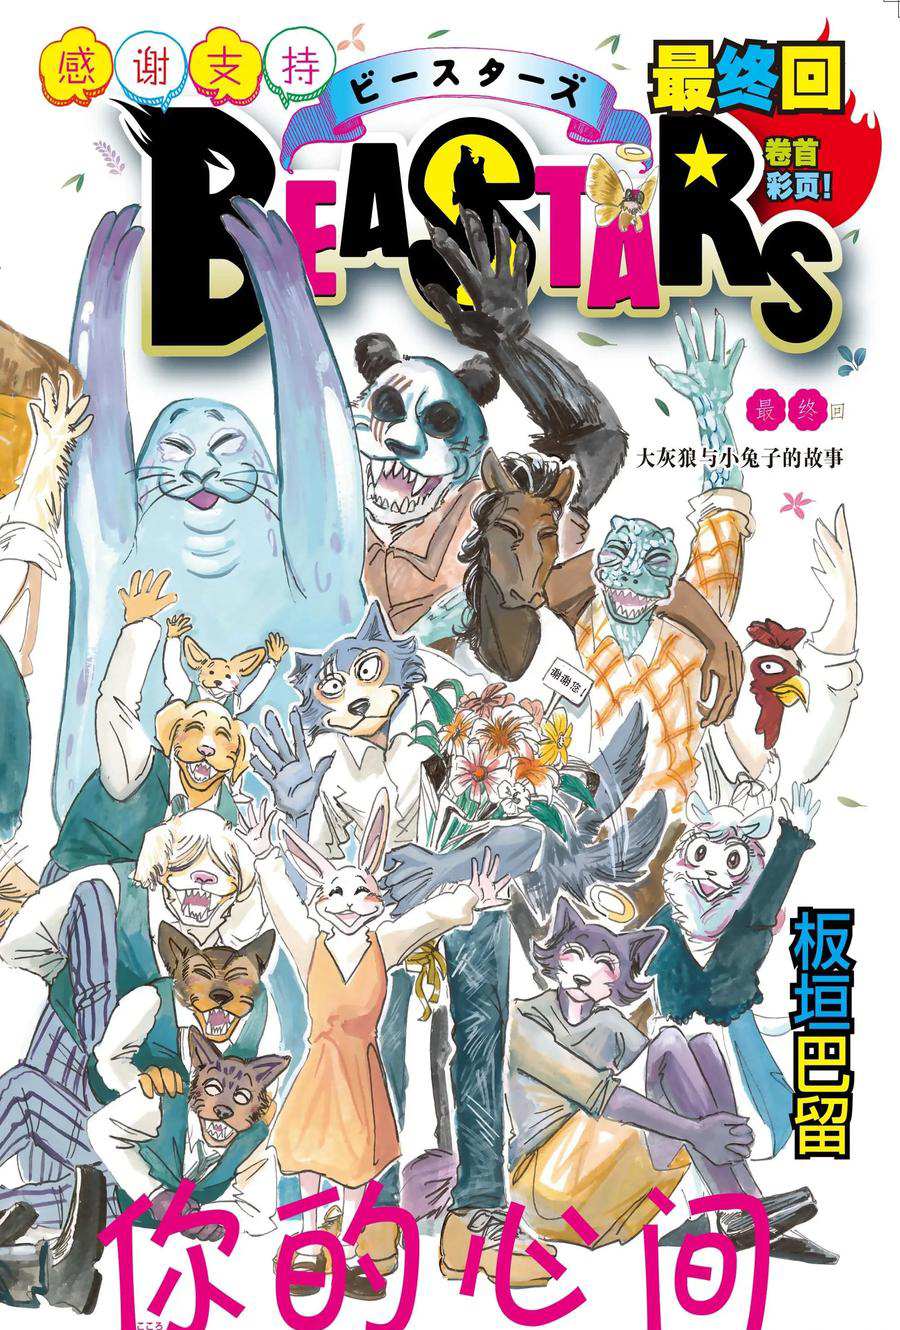 感谢支持
ビースターズ
最终回
BEASTARS
卷首
彩页!
最终回
大灰狼与小兔子的故事
谢谢您!
板垣巴留
你的心间
こころ